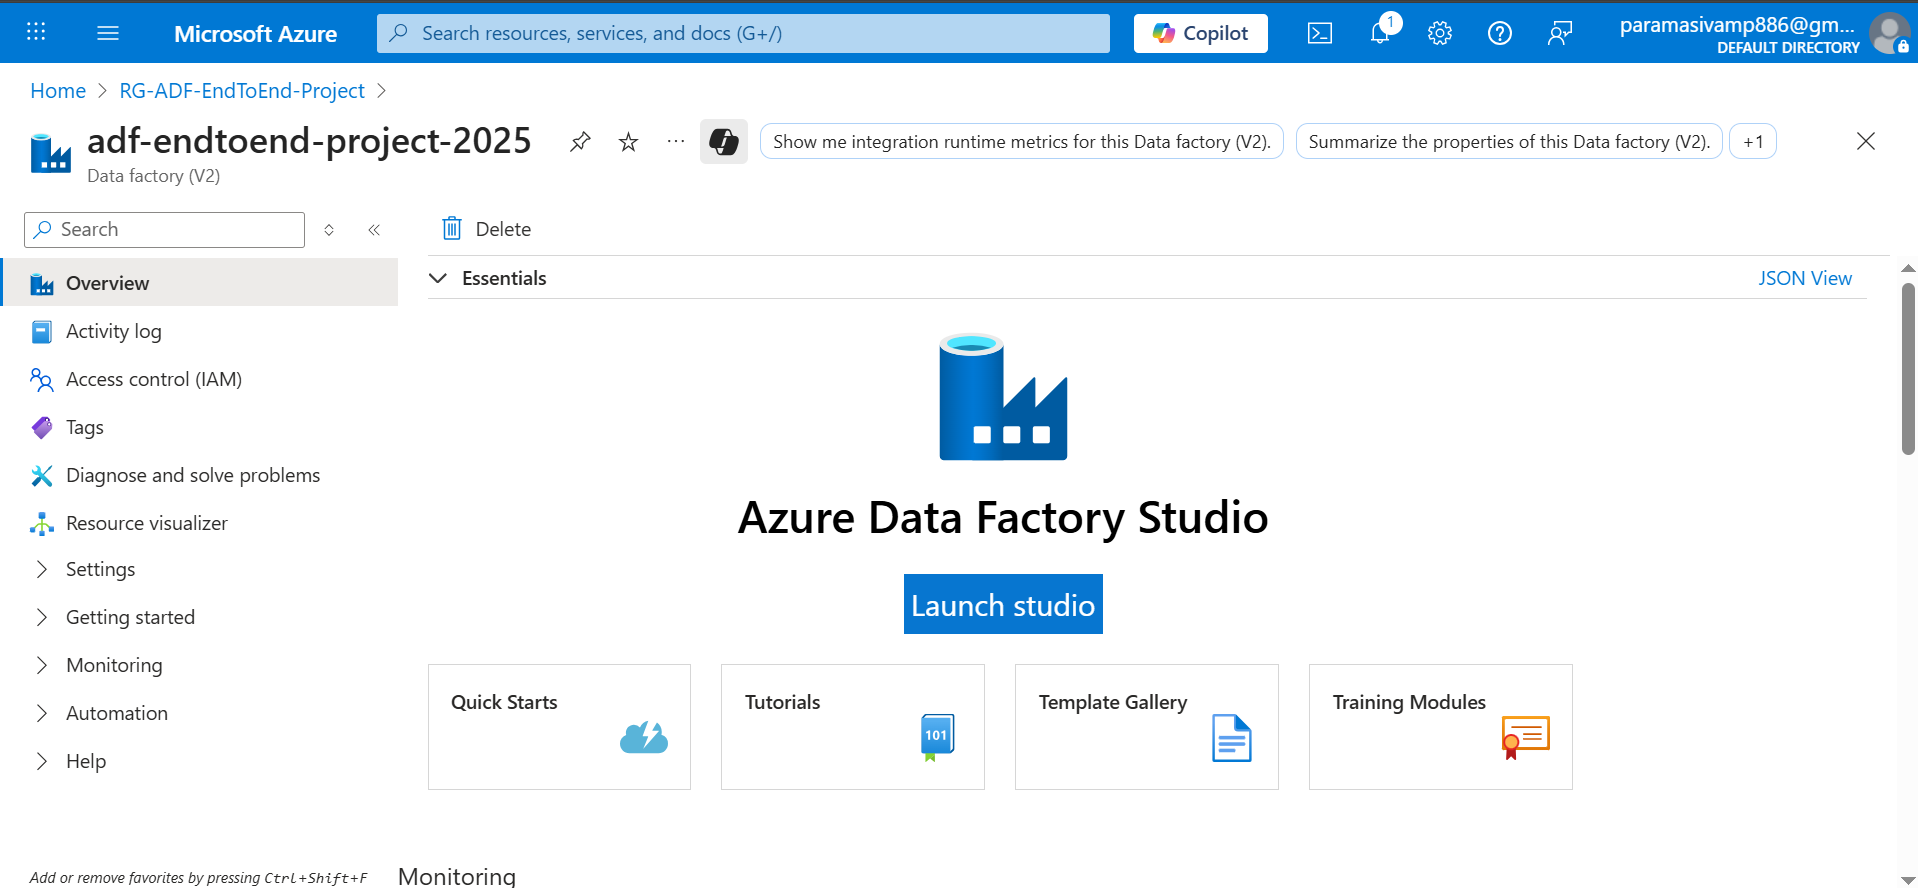 Microsoft Azure
Search resources, services, and docs (G+/)
Copilot
1
paramasivamp886@gm...
DEFAULT DIRECTORY
Home > RG-ADF-EndToEnd-Project >
adf-endtoend-project-2025
Data factory (V2)
Show me integration runtime metrics for this Data factory (V2).
Summarize the properties of this Data factory (V2).
+1
Search
Delete
Overview
Essentials
JSON View
Activity log
Access control (IAM)
Tags
Diagnose and solve problems
Resource visualizer
Settings
Getting started
Monitoring
Automation
Help
Azure Data Factory Studio
Launch studio
Quick Starts
Tutorials
101
Template Gallery
Training Modules
Add or remove favorites by pressing Ctrl+Shift+F
Monitoring